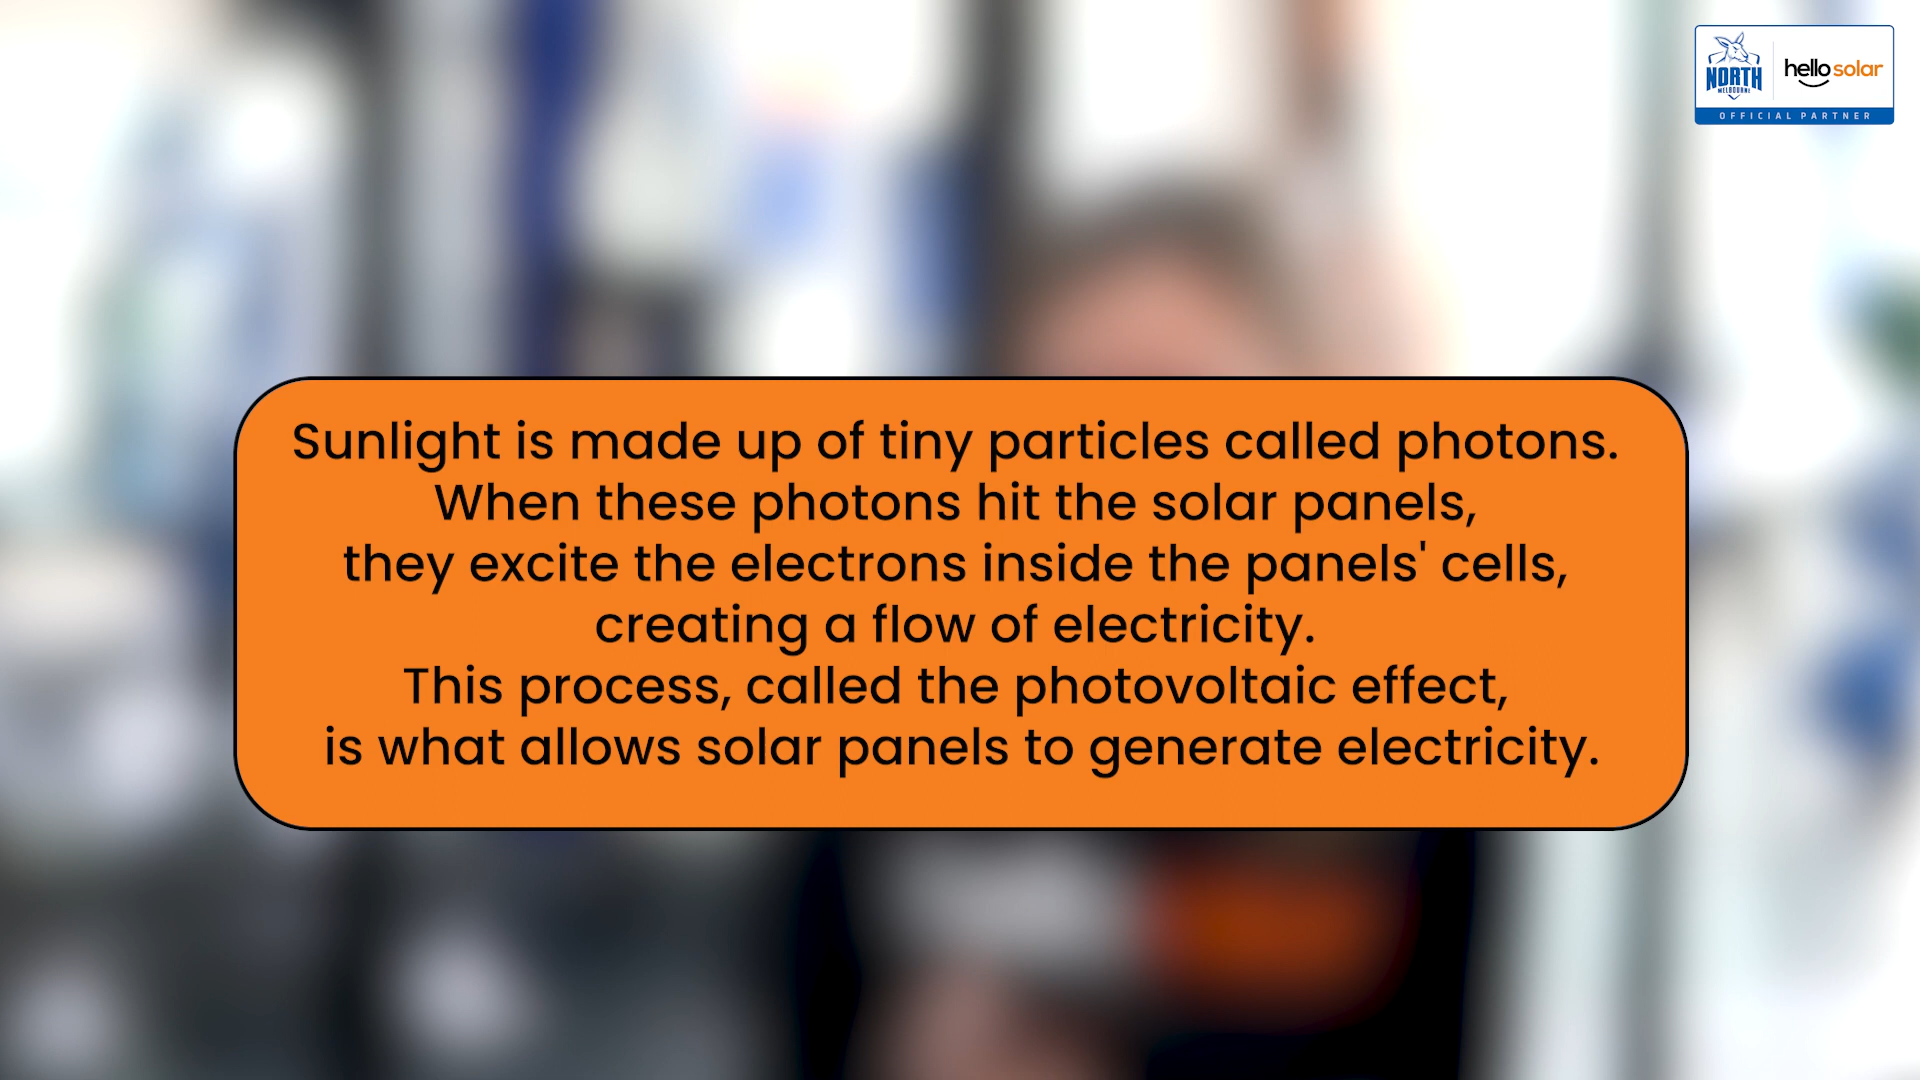 NORTH
MELBOURNE
hello solar
OFFICIAL PARTNER
Sunlight is made up of tiny particles called photons.
When these photons hit the solar panels,
they excite the electrons inside the panels' cells,
creating a flow of electricity.
This process, called the photovoltaic effect,
is what allows solar panels to generate electricity.